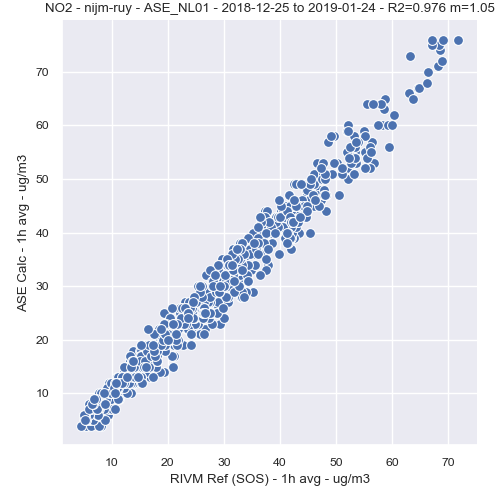 NO2 - nijm-ruy - ASE_NL01 - 2018-12-25 to 2019-01-24 - R2=0.976 m=1.05
70
60
50
40
30
20
10
ASE Calc - 1h avg - ug/m3
10 20 30 40 50 60 70
RIVM Ref (SOS) - 1h avg - ug/m3